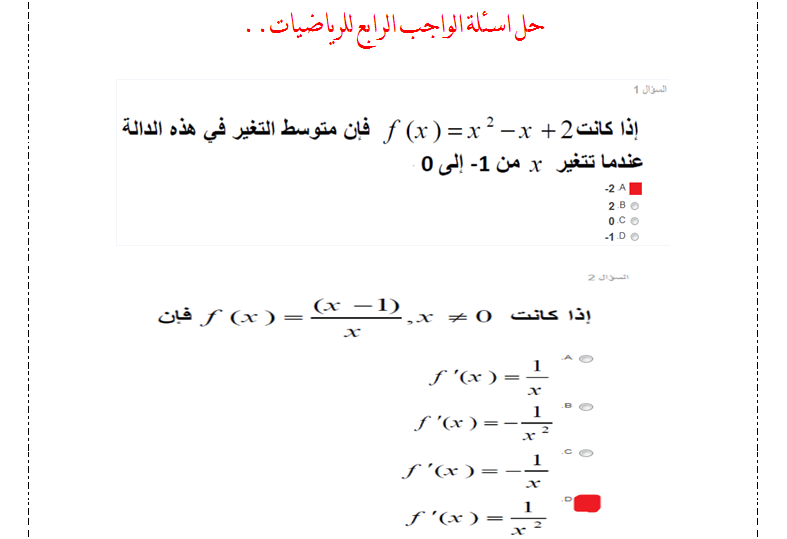 حل اسئلة الواجب الرابع للرياضيات . .
السؤال 1
إذا كانت f (x) = x² − x + 2 فإن متوسط التغير في هذه الدالة
عندما تتغير x من 1- إلى 0
-2 .A
2 .B
0 .C
-1 .D
السؤال 2
إذا كانت f (x) = (x − 1)/x , x ≠ 0 فإن
.A
f ′(x) = 1/x
.B
f ′(x) = − 1/x²
.C
f ′(x) = − 1/x
.D
f ′(x) = 1/x²